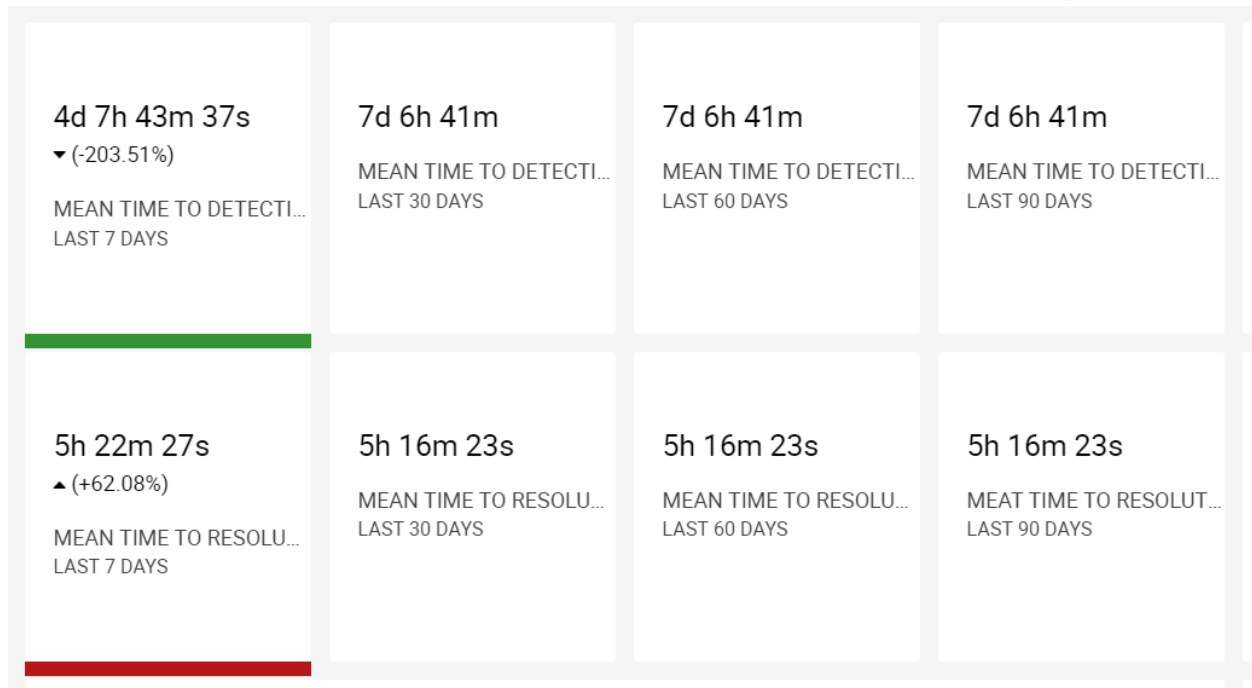 4d 7h 43m 37s
▼ (-203.51%)
MEAN TIME TO DETECTI...
LAST 7 DAYS
7d 6h 41m
MEAN TIME TO DETECTI...
LAST 30 DAYS
7d 6h 41m
MEAN TIME TO DETECTI...
LAST 60 DAYS
7d 6h 41m
MEAN TIME TO DETECTI...
LAST 90 DAYS
5h 22m 27s
▲ (+62.08%)
MEAN TIME TO RESOLU...
LAST 7 DAYS
5h 16m 23s
MEAN TIME TO RESOLU...
LAST 30 DAYS
5h 16m 23s
MEAN TIME TO RESOLU...
LAST 60 DAYS
5h 16m 23s
MEAT TIME TO RESOLUT...
LAST 90 DAYS